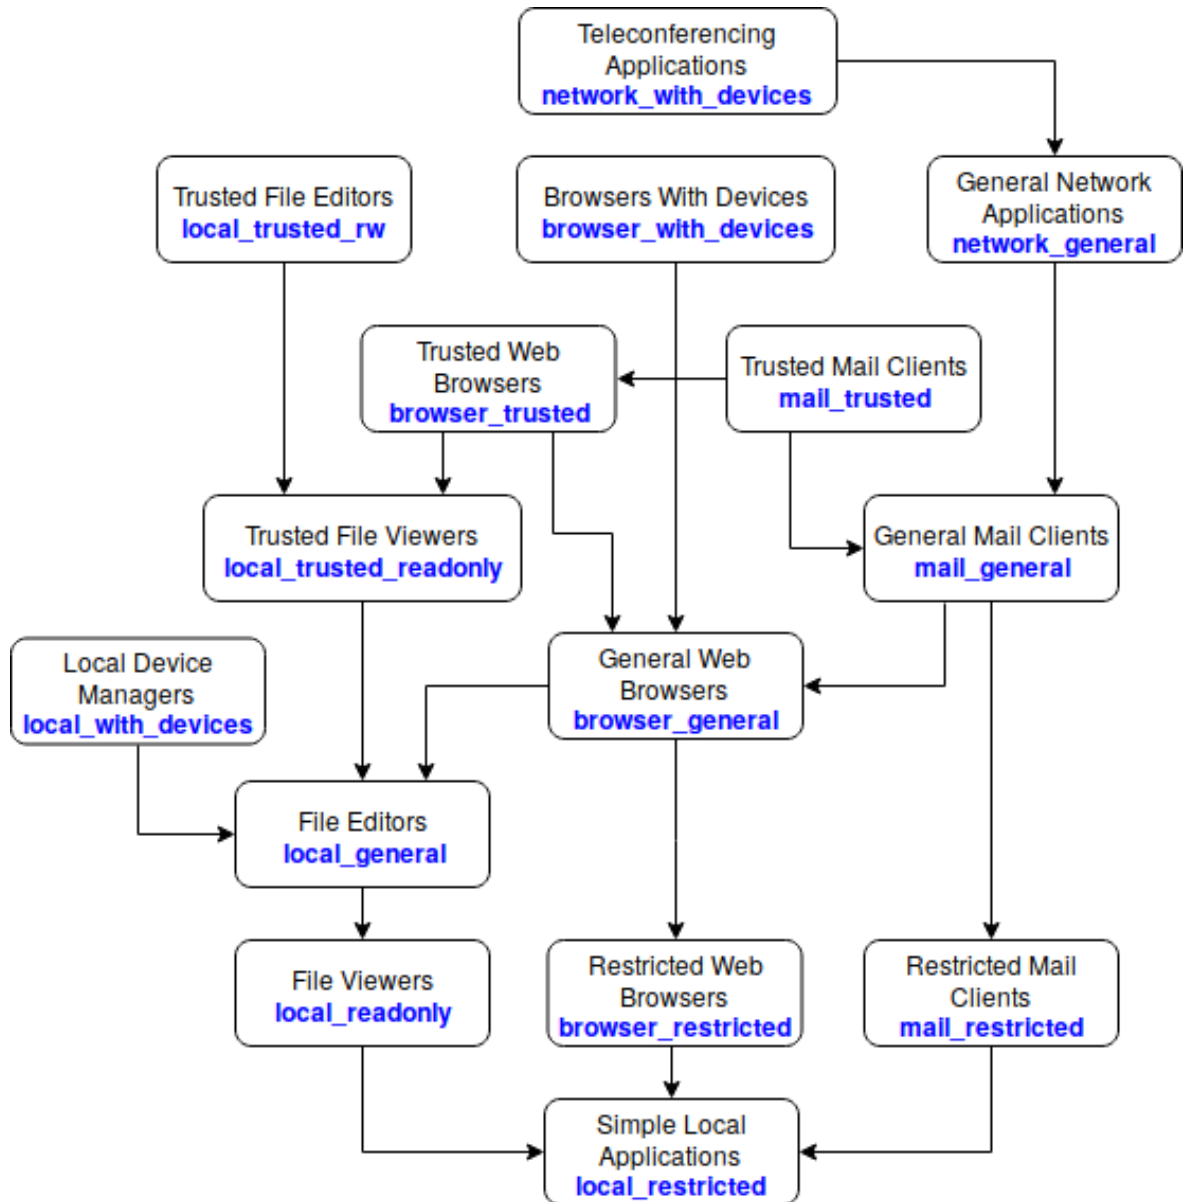 Teleconferencing
Applications
network_with_devices
Trusted File Editors
local_trusted_rw
Browsers With Devices
browser_with_devices
General Network
Applications
network_general
Trusted Web
Browsers
browser_trusted
Trusted Mail Clients
mail_trusted
Trusted File Viewers
local_trusted_readonly
General Mail Clients
mail_general
Local Device
Managers
local_with_devices
General Web
Browsers
browser_general
File Editors
local_general
File Viewers
local_readonly
Restricted Web
Browsers
browser_restricted
Restricted Mail
Clients
mail_restricted
Simple Local
Applications
local_restricted